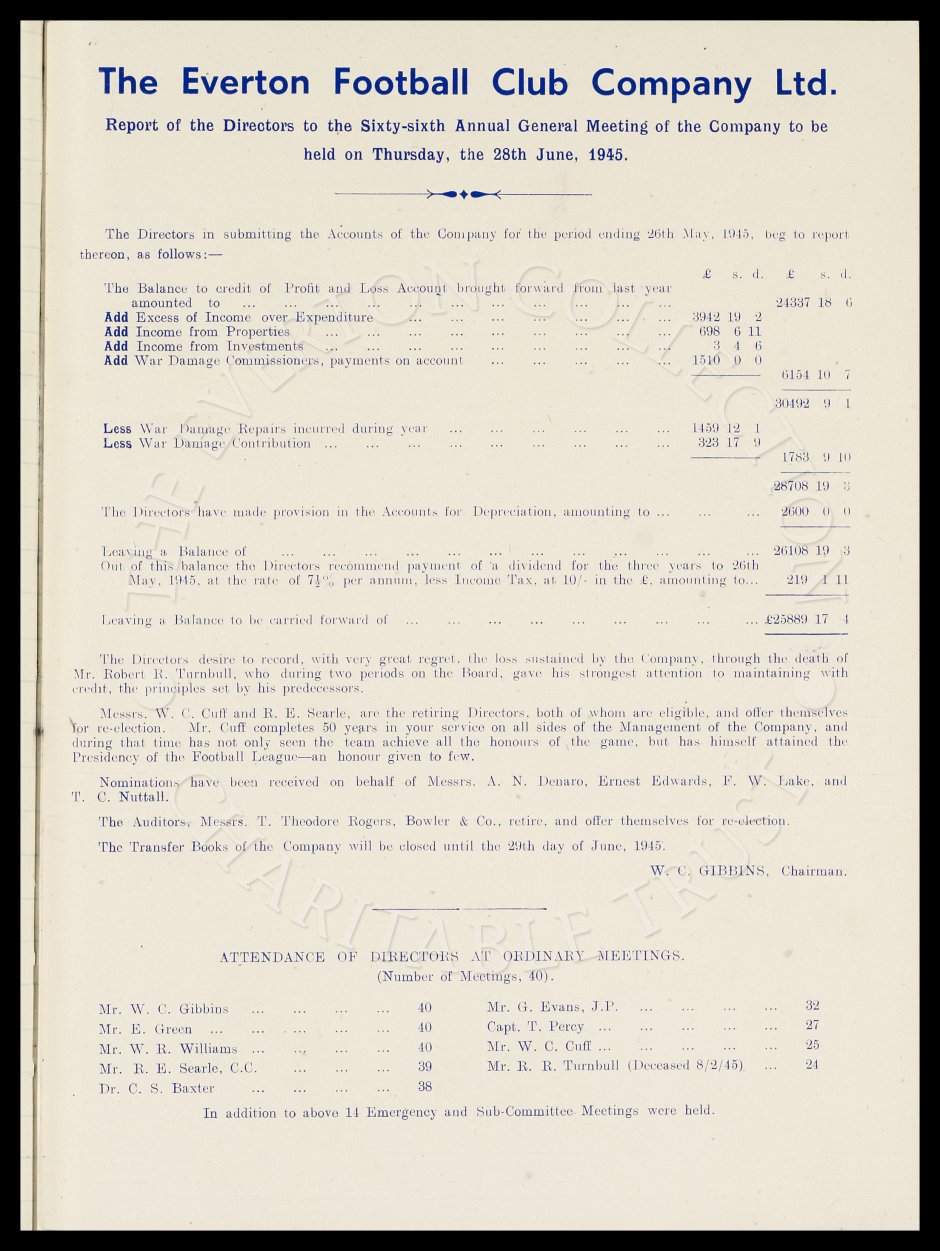 The Everton Football Club Company Ltd.
Report of the Directors to the Sixty-sixth Annual General Meeting of the Company to be
held on Thursday, the 28th June, 1945.
The Directors in submitting the Accounts of the Company for the period ending 26th May, 1945, beg to report
thereon, as follows:—
£ s. d. £ s. d.
The Balance to credit of Profit and Loss Account brought forward from last year
amounted to ... ... ... ... ... ... ... ... ... ... ... 24337 18 6
Add Excess of Income over Expenditure ... ... ... ... ... ... ... 3942 19 2
Add Income from Properties ... ... ... ... ... ... ... ... ... 698 6 11
Add Income from Investments ... ... ... ... ... ... ... ... ... 3 4 6
Add War Damage Commissioners, payments on account ... ... ... ... ... 1510 0 0
6154 10 7
30492 9 1
Less War Damage Repairs incurred during year ... ... ... ... ... ... 1459 12 1
Less War Damage Contribution ... ... ... ... ... ... ... ... ... 323 17 9
1783 9 10
28708 19 3
The Directors have made provision in the Accounts for Depreciation, amounting to ... ... ... 2600 0 0
Leaving a Balance of ... ... ... ... ... ... ... ... ... ... ... ... 26108 19 3
Out of this balance the Directors recommend payment of a dividend for the three years to 26th
May, 1945, at the rate of 7½% per annum, less Income Tax, at 10/- in the £, amounting to... 219 1 11
Leaving a Balance to be carried forward of ... ... ... ... ... ... ... ... ... £25889 17 4
The Directors desire to record, with very great regret, the loss sustained by the Company, through the death of
Mr. Robert R. Turnbull, who during two periods on the Board, gave his strongest attention to maintaining with
credit, the principles set by his predecessors.
Messrs. W. C. Cuff and R. E. Searle, are the retiring Directors, both of whom are eligible, and offer themselves
for re-election. Mr. Cuff completes 50 years in your service on all sides of the Management of the Company, and
during that time has not only seen the team achieve all the honours of the game, but has himself attained the
Presidency of the Football League—an honour given to few.
Nominations have been received on behalf of Messrs. A. N. Denaro, Ernest Edwards, F. W. Lake, and
T. C. Nuttall.
The Auditors, Messrs. T. Theodore Rogers, Bowler & Co., retire, and offer themselves for re-election.
The Transfer Books of the Company will be closed until the 29th day of June, 1945.
W. C. GIBBINS, Chairman.
ATTENDANCE OF DIRECTORS AT ORDINARY MEETINGS.
(Number of Meetings, 40).
Mr. W. C. Gibbins ... ... ... ... 40 Mr. G. Evans, J.P. ... ... ... ... 32
Mr. E. Green ... ... ... ... ... 40 Capt. T. Percy ... ... ... ... ... 27
Mr. W. R. Williams ... ... ... ... 40 Mr. W. C. Cuff ... ... ... ... ... 25
Mr. R. E. Searle, C.C. ... ... ... 39 Mr. R. R. Turnbull (Deceased 8/2/45) ... 24
Dr. C. S. Baxter ... ... ... ... 38
In addition to above 14 Emergency and Sub-Committee Meetings were held.
THE EVERTON COLLECTION
CHARITABLE TRUST